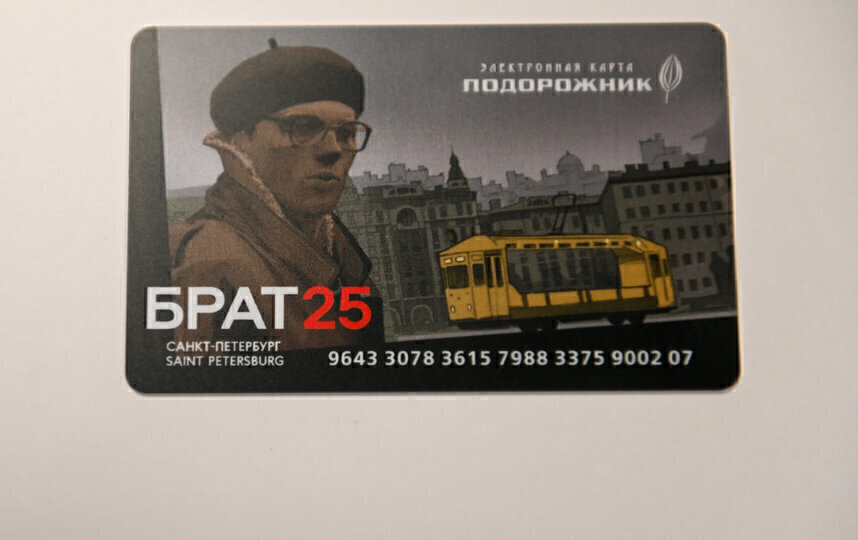 ЭЛЕКТРОННАЯ КАРТА
ПОДОРОЖНИК
БРАТ25
САНКТ-ПЕТЕРБУРГ
SAINT PETERSBURG
9643 3078 3615 7988 3375 9002 07